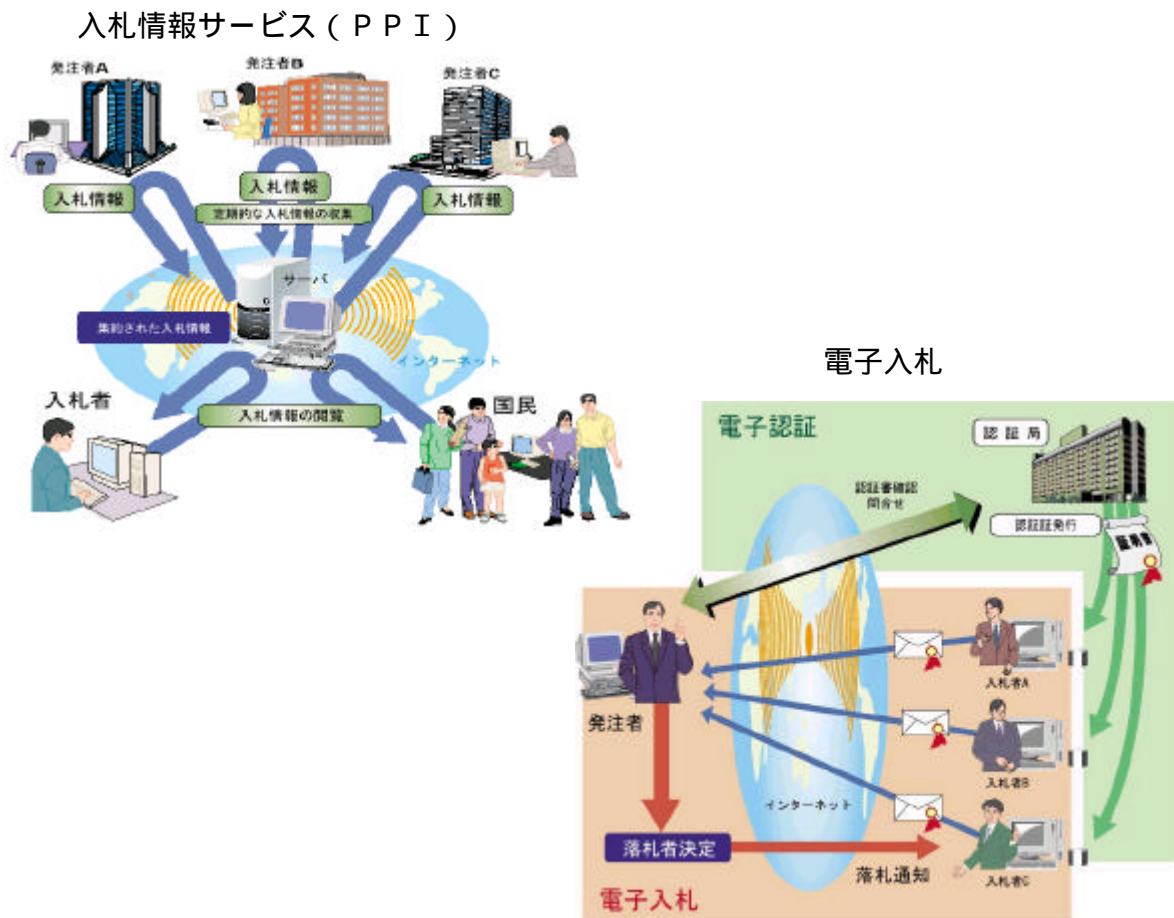 入札情報サービス（ＰＰＩ）
発注者A
発注者B
発注者C
入札情報
入札情報
入札情報
定期的な入札情報の収集
サーバ
集約された入札情報
インターネット
入札者
入札情報の閲覧
国民
電子入札
電子認証
認証局
認証書確認
問合せ
認証証発行
証明書
発注者
入札者A
入札者B
インターネット
入札者C
落札者決定
落札通知
電子入札